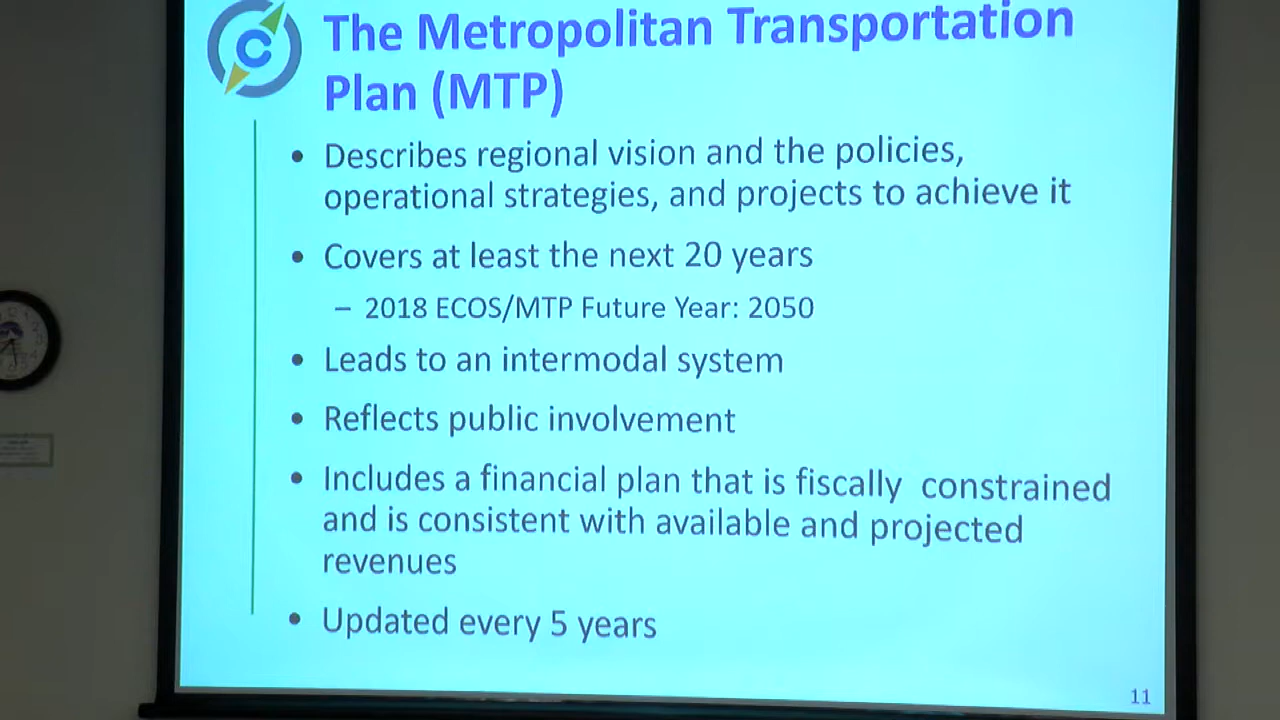 C
The Metropolitan Transportation
Plan (MTP)
• Describes regional vision and the policies,
operational strategies, and projects to achieve it
• Covers at least the next 20 years
– 2018 ECOS/MTP Future Year: 2050
• Leads to an intermodal system
• Reflects public involvement
• Includes a financial plan that is fiscally constrained
and is consistent with available and projected
revenues
• Updated every 5 years
11